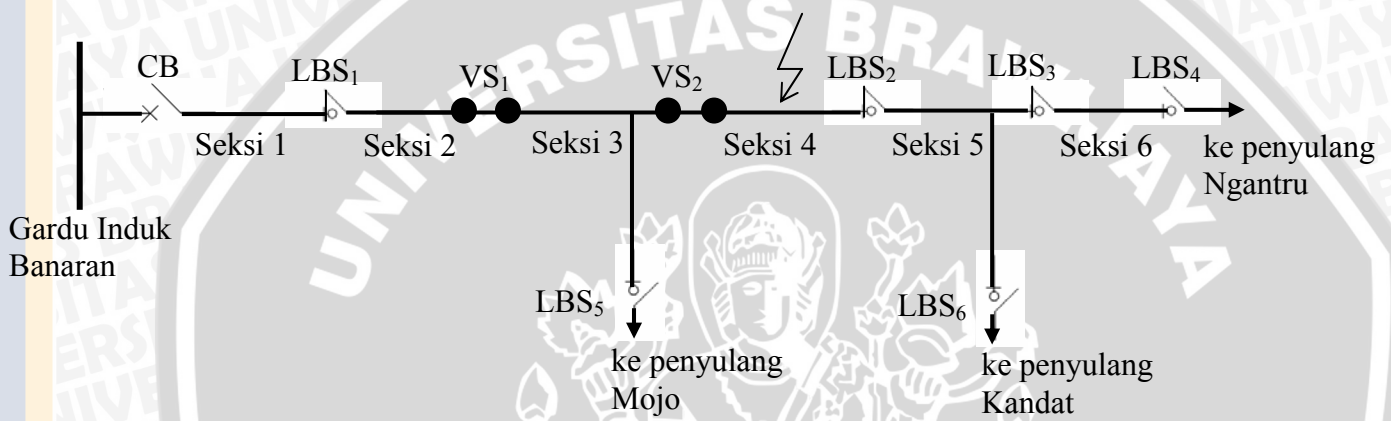 UNIVERSITAS BRAWIJAYA
CB
LBS₁
VS₁
VS₂
LBS₂
LBS₃
LBS₄
Seksi 1
Seksi 2
Seksi 3
Seksi 4
Seksi 5
Seksi 6
ke penyulang
Ngantru
Gardu Induk
Banaran
LBS₅
LBS₆
ke penyulang
Mojo
ke penyulang
Kandat